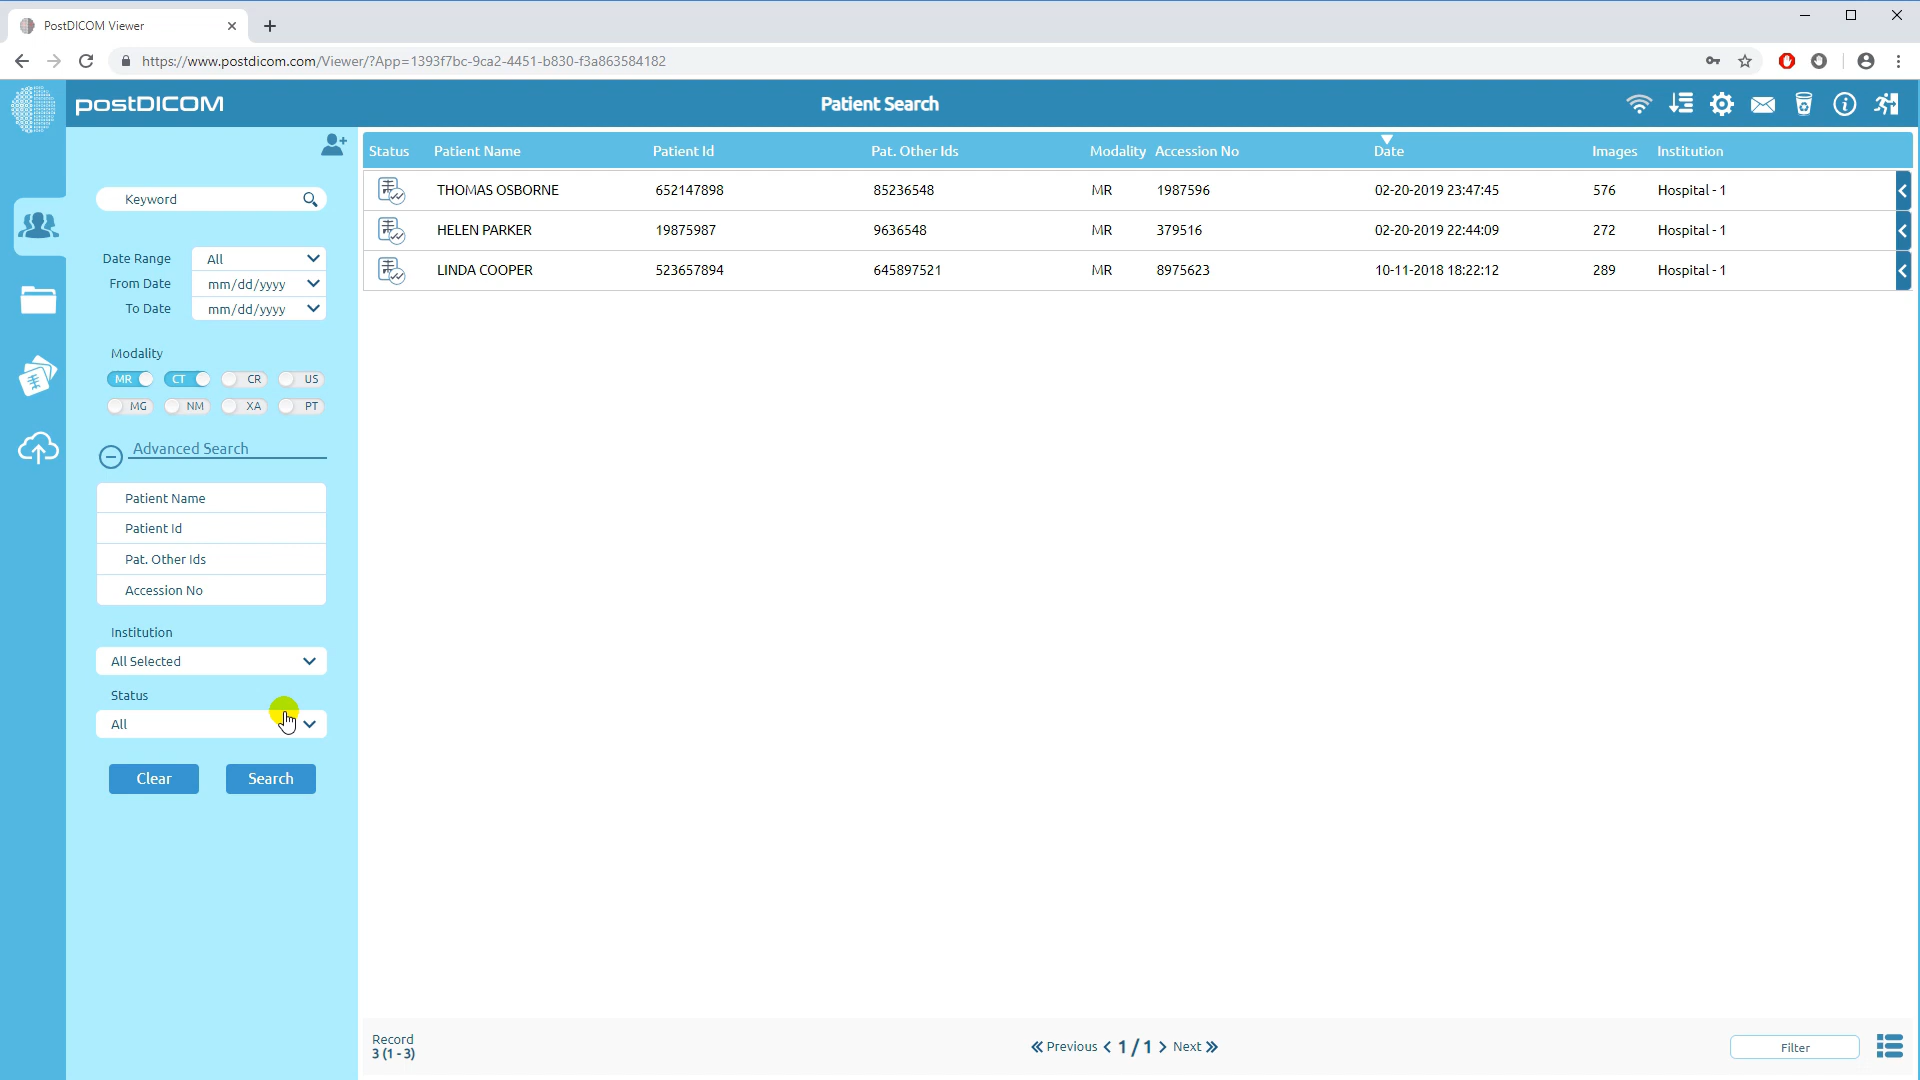 PostDICOM Viewer
https://www.postdicom.com/Viewer/?App=1393f7bc-9ca2-4451-b830-f3a863584182
postDICOM
Patient Search
Keyword
Date Range All
From Date mm/dd/yyyy
To Date mm/dd/yyyy
Modality
MR CT CR US
MG NM XA PT
Advanced Search
Patient Name
Patient Id
Pat. Other Ids
Accession No
Institution
All Selected
Status
All
Clear Search
Status Patient Name Patient Id Pat. Other Ids Modality Accession No Date Images Institution
THOMAS OSBORNE 652147898 85236548 MR 1987596 02-20-2019 23:47:45 576 Hospital - 1
HELEN PARKER 19875987 9636548 MR 379516 02-20-2019 22:44:09 272 Hospital - 1
LINDA COOPER 523657894 645897521 MR 8975623 10-11-2018 18:22:12 289 Hospital - 1
Record
3 (1 - 3)
Previous 1 / 1 Next
Filter